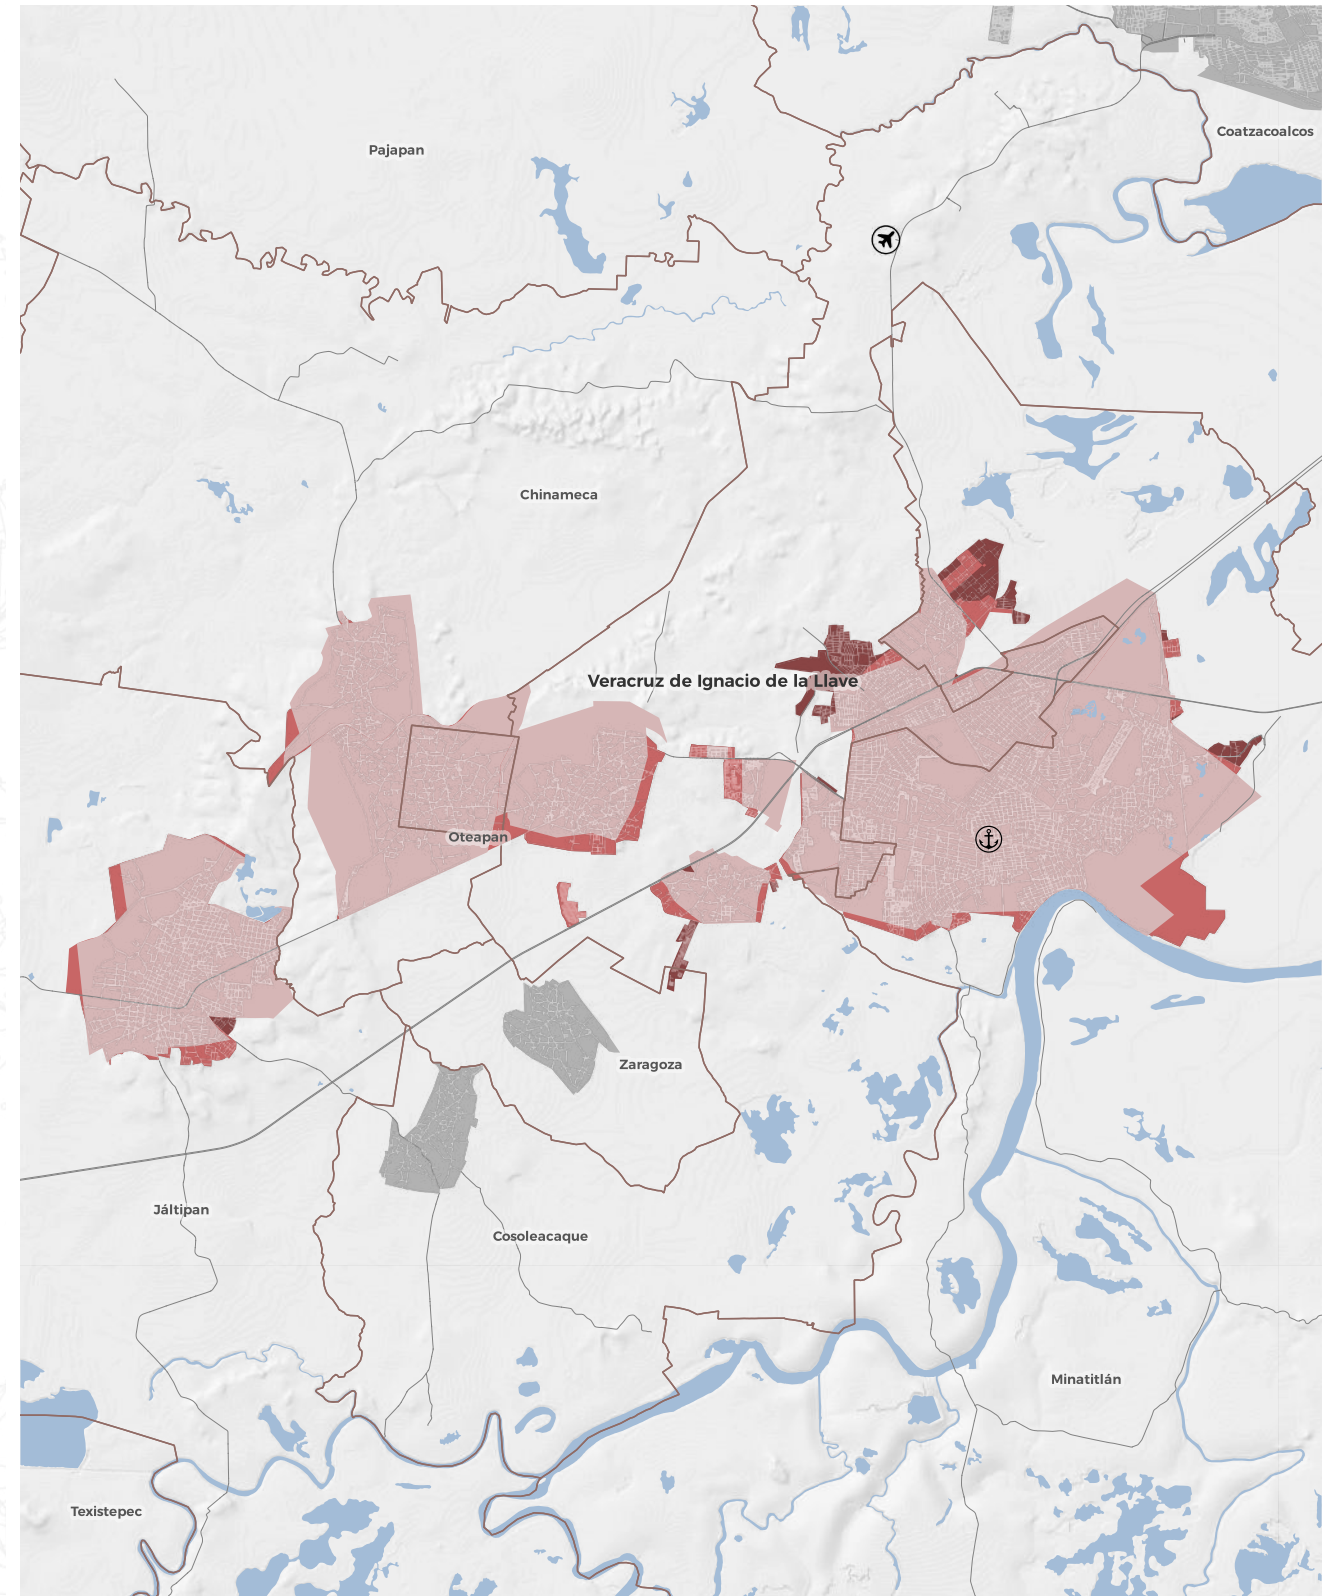 Coatzacoalcos
Pajapan
Chinameca
Veracruz de Ignacio de la Llave
Oteapan
Zaragoza
Jáltipan
Cosoleacaque
Minatitlán
Texistepec